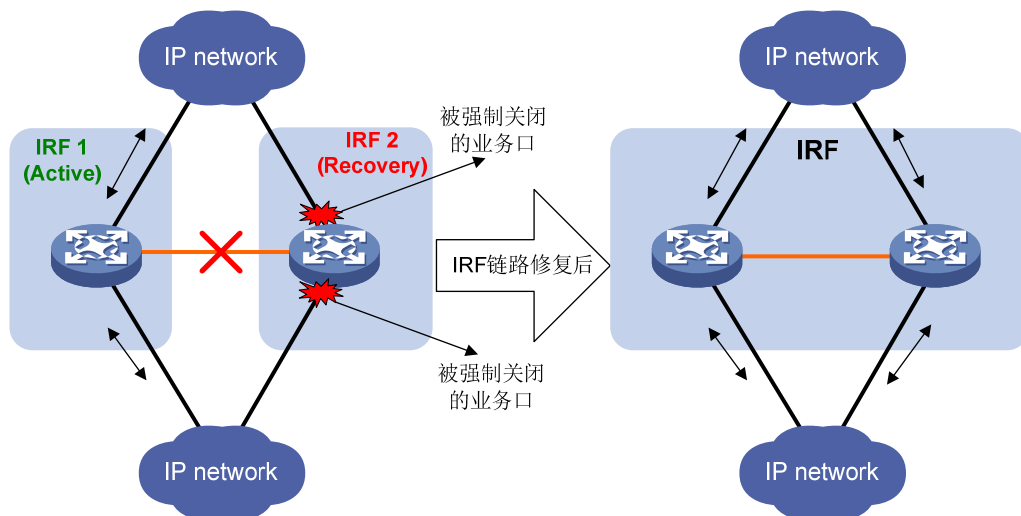 IP network
IRF 1
(Active)
IRF 2
(Recovery)
被强制关闭
的业务口
被强制关闭
的业务口
IP network
IRF链路修复后
IP network
IRF
IP network